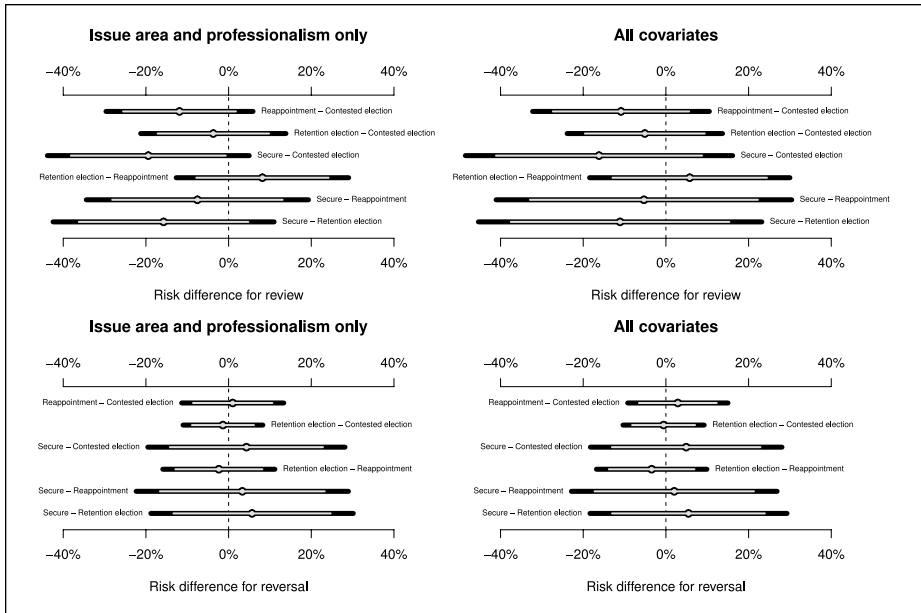 Issue area and professionalism only
−40% −20% 0% 20% 40%
Reappointment − Contested election
Retention election − Contested election
Secure − Contested election
Retention election − Reappointment
Secure − Reappointment
Secure − Retention election
−40% −20% 0% 20% 40%
Risk difference for review
All covariates
−40% −20% 0% 20% 40%
Reappointment − Contested election
Retention election − Contested election
Secure − Contested election
Retention election − Reappointment
Secure − Reappointment
Secure − Retention election
−40% −20% 0% 20% 40%
Risk difference for review
Issue area and professionalism only
−40% −20% 0% 20% 40%
Reappointment − Contested election
Retention election − Contested election
Secure − Contested election
Retention election − Reappointment
Secure − Reappointment
Secure − Retention election
−40% −20% 0% 20% 40%
Risk difference for reversal
All covariates
−40% −20% 0% 20% 40%
Reappointment − Contested election
Retention election − Contested election
Secure − Contested election
Retention election − Reappointment
Secure − Reappointment
Secure − Retention election
−40% −20% 0% 20% 40%
Risk difference for reversal